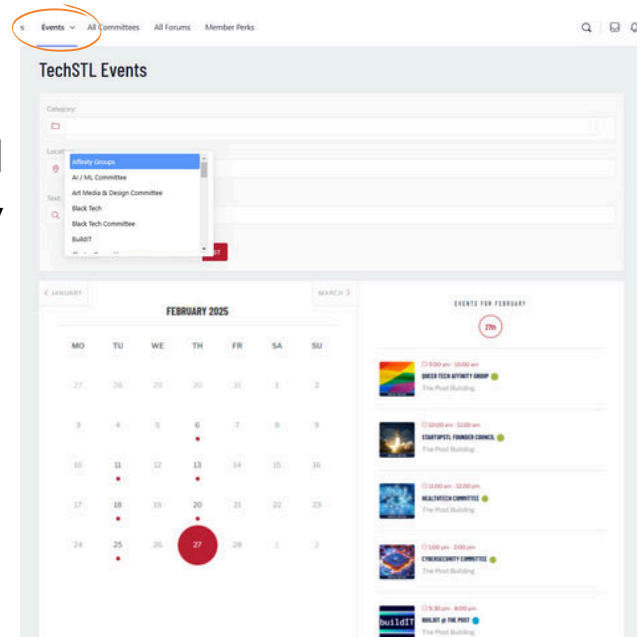 s Events All Committees All Forums Member Perks
TechSTL Events
Category:
Affinity Groups
AI / ML Committee
Art Media & Design Committee
Black Tech
Black Tech Committee
BuildIT
Text:
JANUARY
FEBRUARY 2025
MARCH
MO TU WE TH FR SA SU
27 28 29 30 31 1 2
3 4 5 6 7 8 9
10 11 12 13 14 15 16
17 18 19 20 21 22 23
24 25 26 27 28 1 2
EVENTS FOR FEBRUARY
27th
9:00 am - 10:00 am
QUEER TECH AFFINITY GROUP
The Post Building
10:00 am - 11:00 am
STARTUPSTL FOUNDER COUNCIL
The Post Building
11:00 am - 12:00 pm
HEALTHTECH COMMITTEE
The Post Building
1:00 pm - 2:00 pm
CYBERSECURITY COMMITTEE
The Post Building
5:30 pm - 8:00 pm
buildIT
BUILDIT @ THE POST
The Post Building